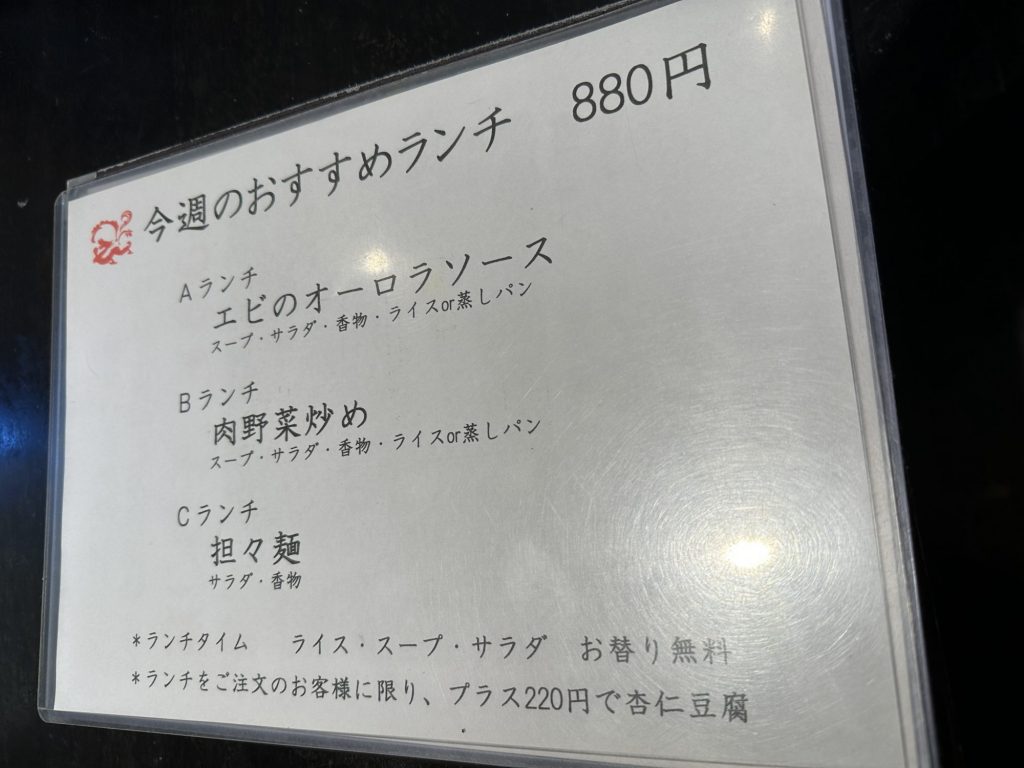 今週のおすすめランチ　880円
Aランチ
エビのオーロラソース
スープ・サラダ・香物・ライスor蒸しパン
Bランチ
肉野菜炒め
スープ・サラダ・香物・ライスor蒸しパン
Cランチ
担々麺
サラダ・香物
*ランチタイム　ライス・スープ・サラダ　お替り無料
*ランチをご注文のお客様に限り、プラス220円で杏仁豆腐